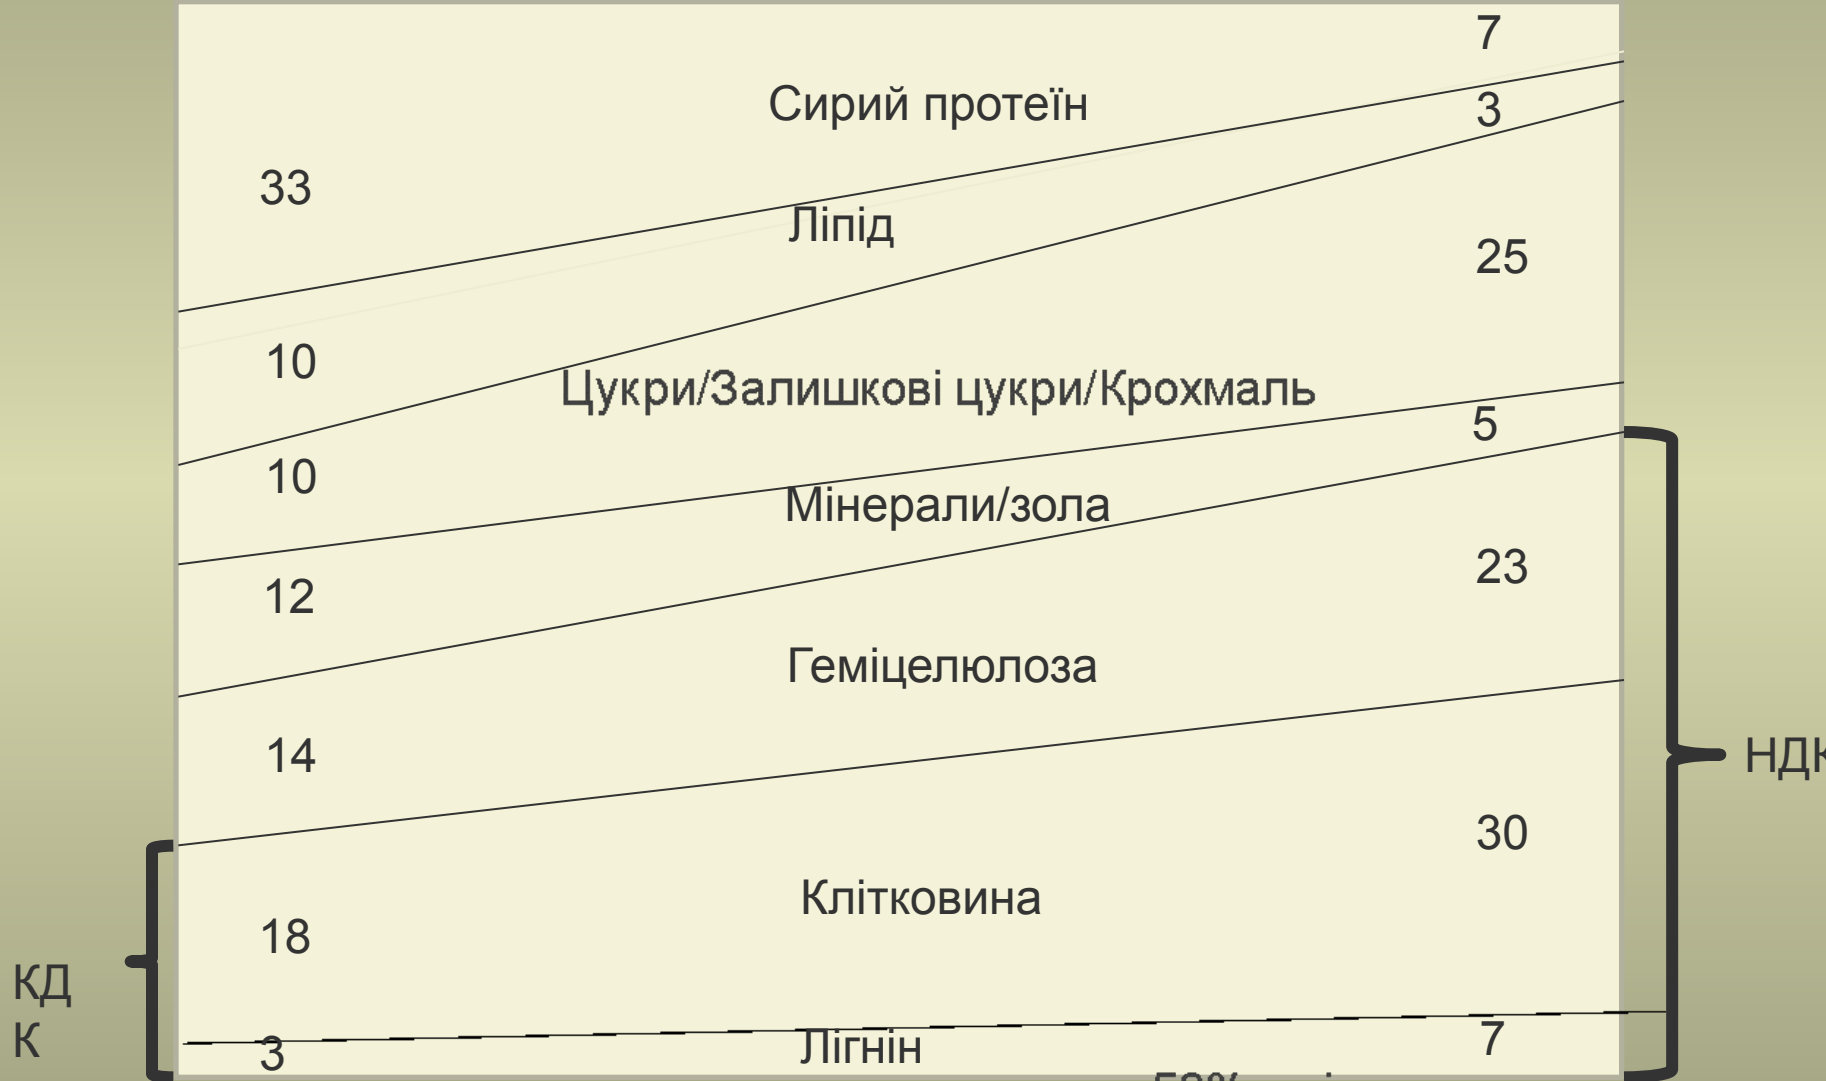 7
Сирий протеїн
3
33
Ліпід
25
10
Цукри/Залишкові цукри/Крохмаль
5
10
Мінерали/зола
23
12
Геміцелюлоза
14
НДК
30
Клітковина
18
КД
К
3
Лігнін
7